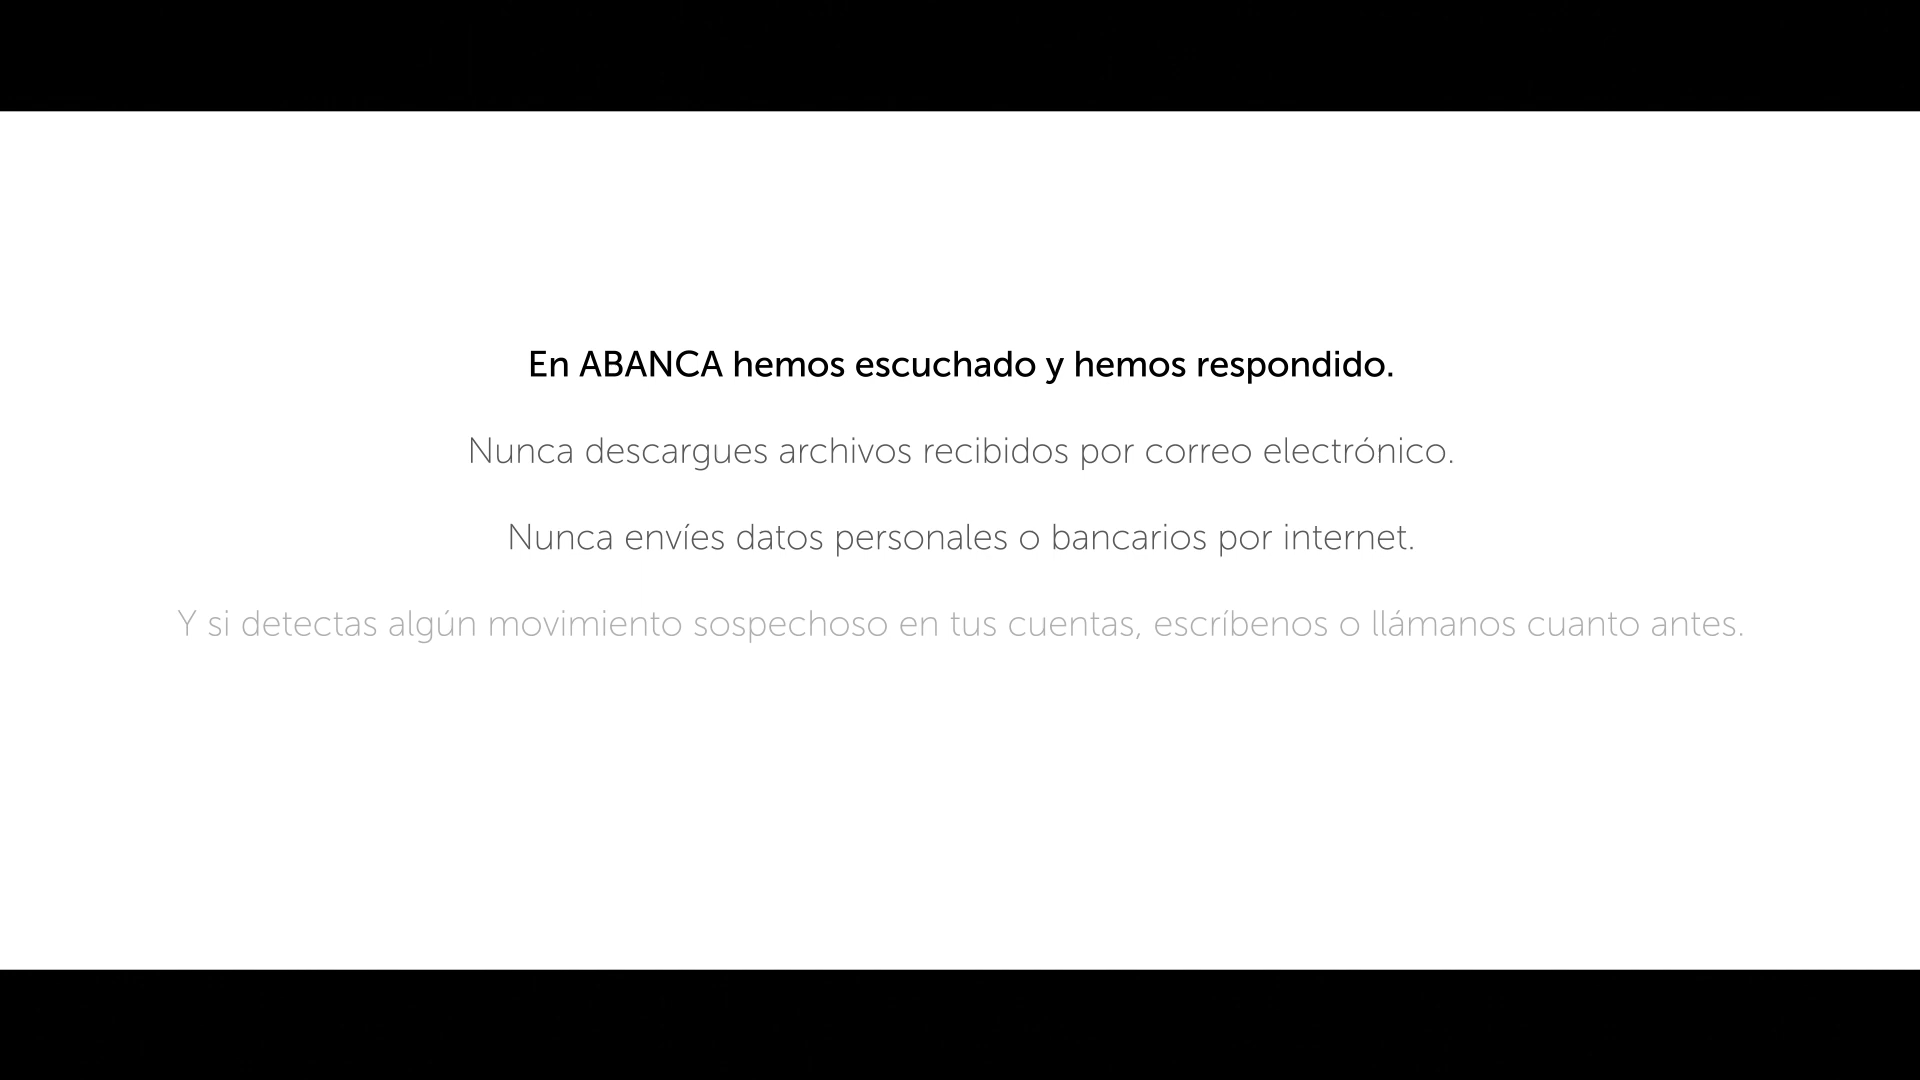 En ABANCA hemos escuchado y hemos respondido.
Nunca descargues archivos recibidos por correo electrónico.
Nunca envíes datos personales o bancarios por internet.
Y si detectas algún movimiento sospechoso en tus cuentas, escríbenos o llámanos cuanto antes.